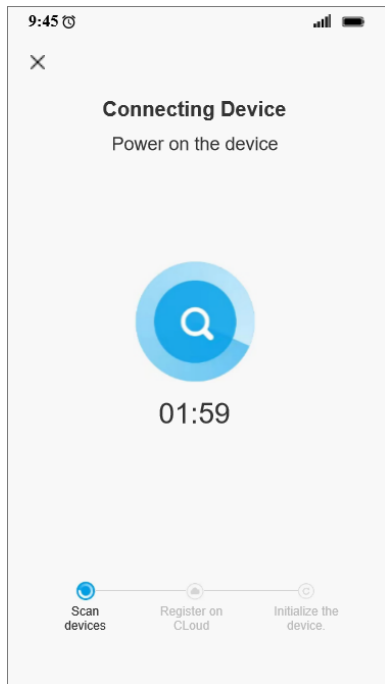 9:45
Connecting Device
Power on the device
01:59
Scan
devices
Register on
CLoud
Initialize the
device.